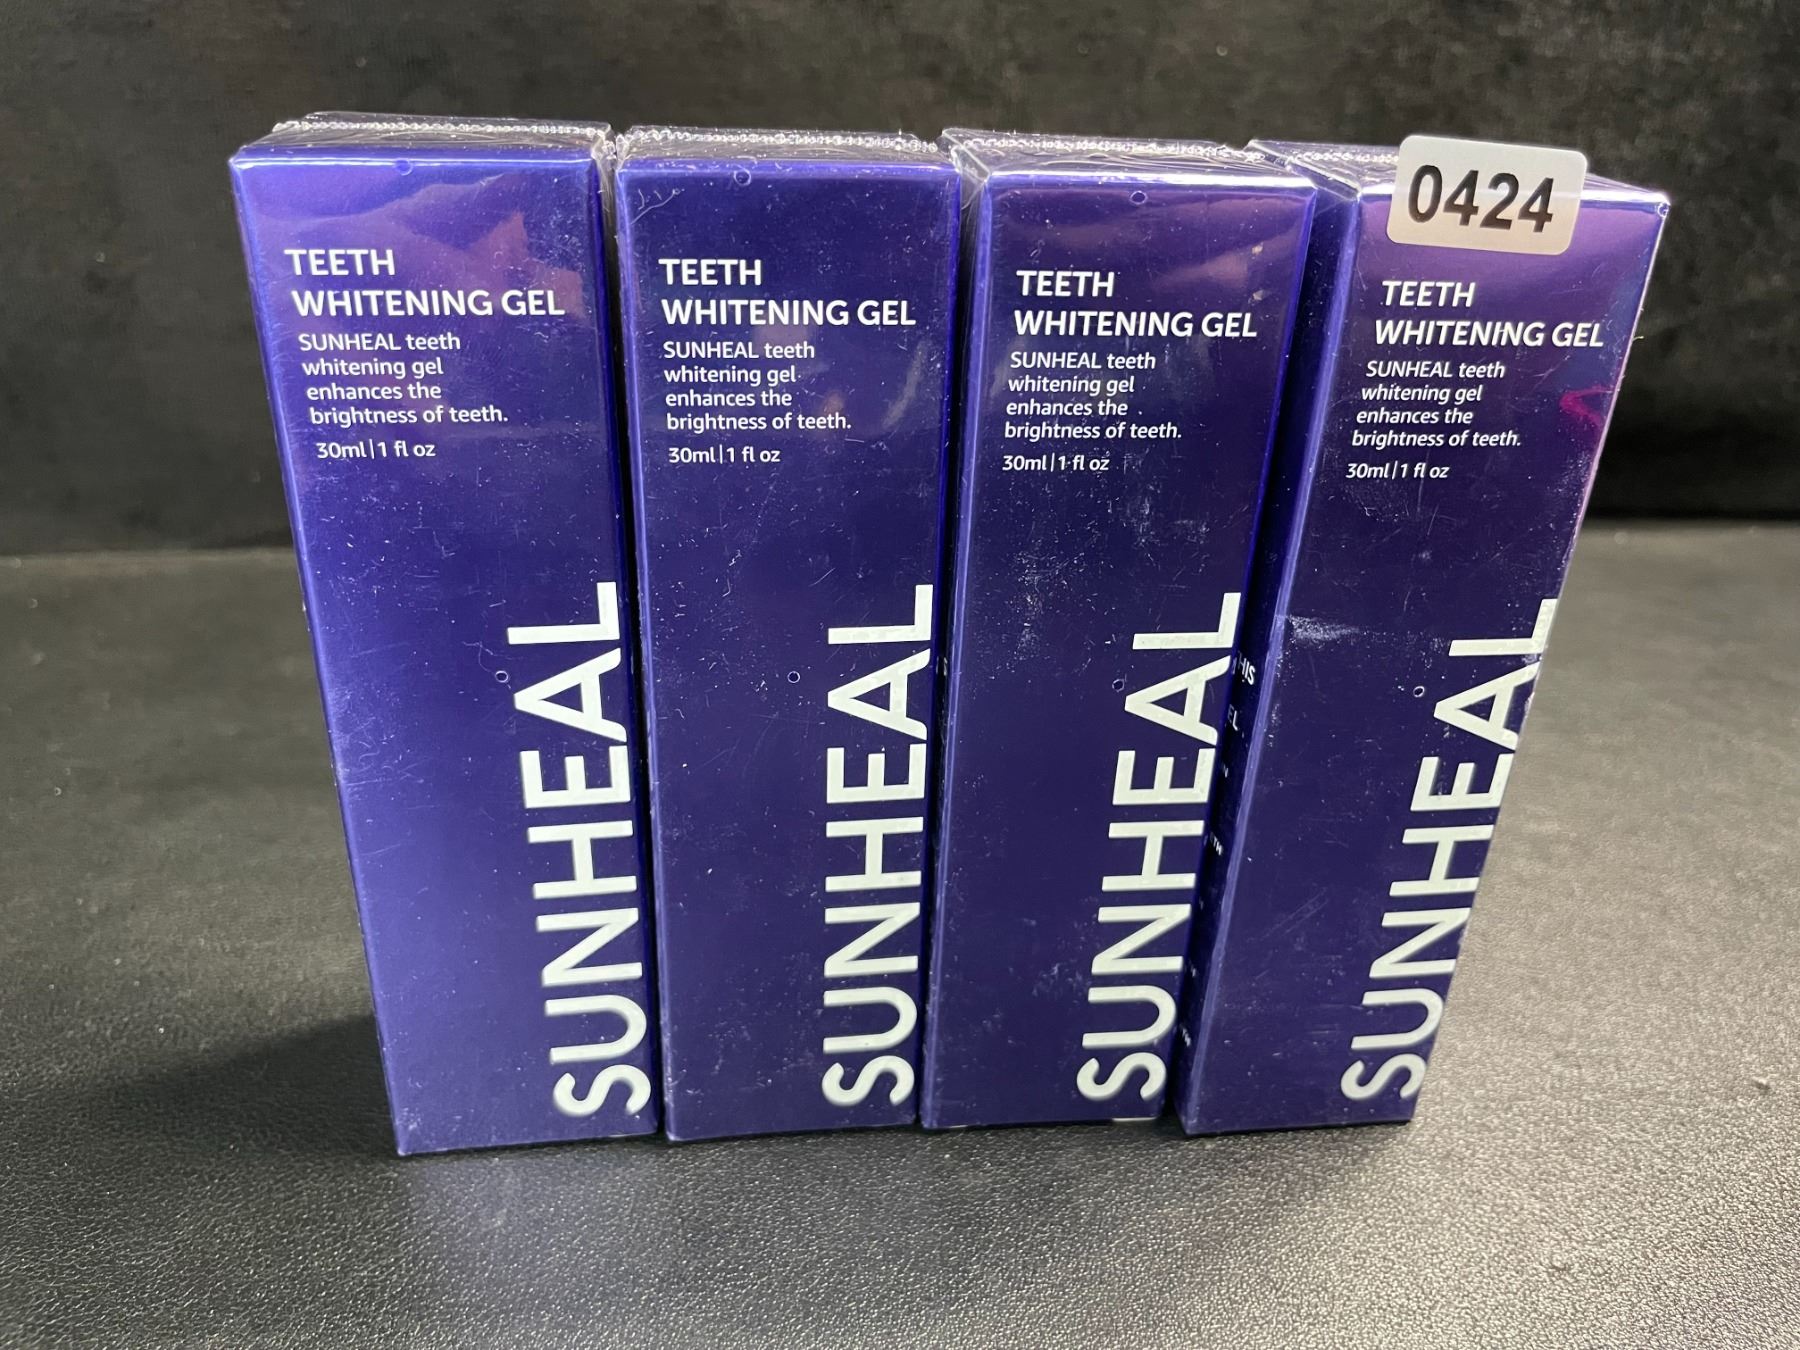 TEETH
WHITENING GEL
SUNHEAL teeth
whitening gel
enhances the
brightness of teeth.
30ml|1 fl oz
SUNHEAL
TEETH
WHITENING GEL
SUNHEAL teeth
whitening gel
enhances the
brightness of teeth.
30ml|1 fl oz
SUNHEAL
TEETH
WHITENING GEL
SUNHEAL teeth
whitening gel
enhances the
brightness of teeth.
30ml|1 fl oz
SUNHEAL
0424
TEETH
WHITENING GEL
SUNHEAL teeth
whitening gel
enhances the
brightness of teeth.
30ml|1 fl oz
SUNHEAL